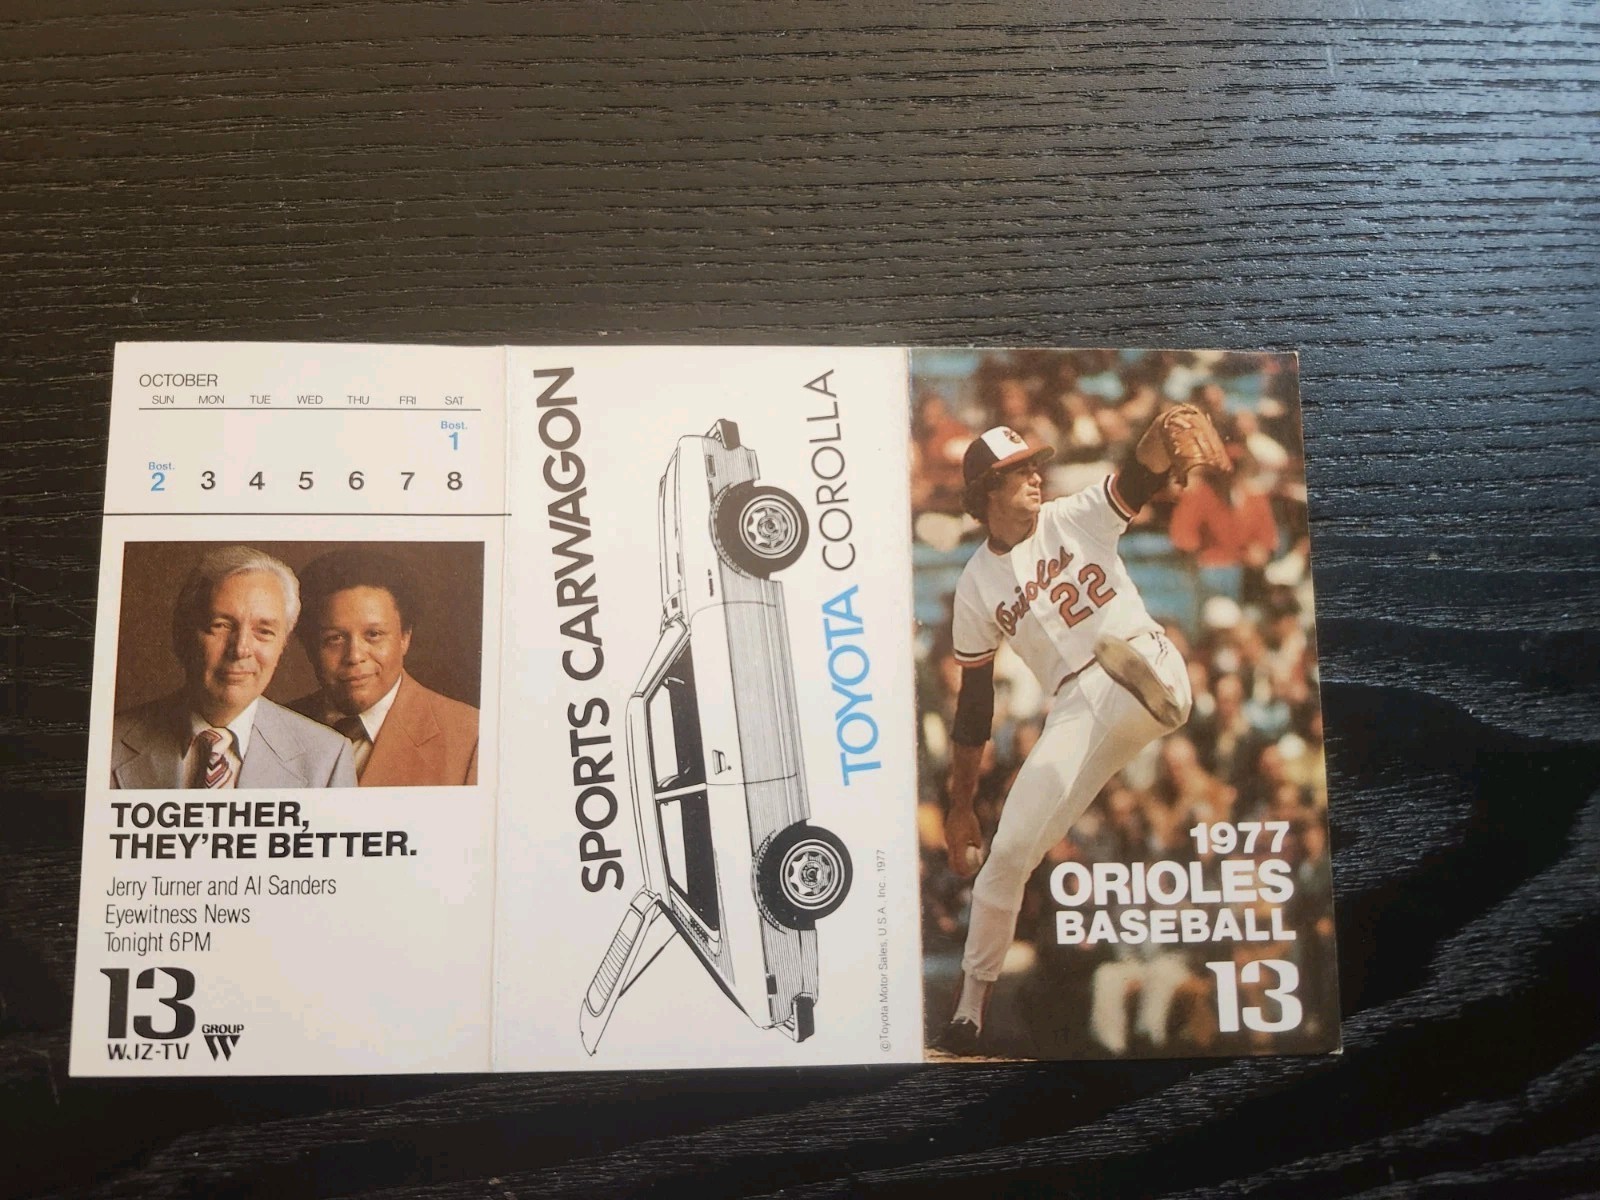 OCTOBER
SUN MON TUE WED THU FRI SAT
Bost.
1
Bost.
2 3 4 5 6 7 8
TOGETHER,
THEY'RE BETTER.
Jerry Turner and Al Sanders
Eyewitness News
Tonight 6PM
13
WJZ-TV
GROUP
W
SPORTS CARWAGON
TOYOTA COROLLA
© Toyota Motor Sales, U.S.A., Inc., 1977
Orioles
22
1977
ORIOLES
BASEBALL
13